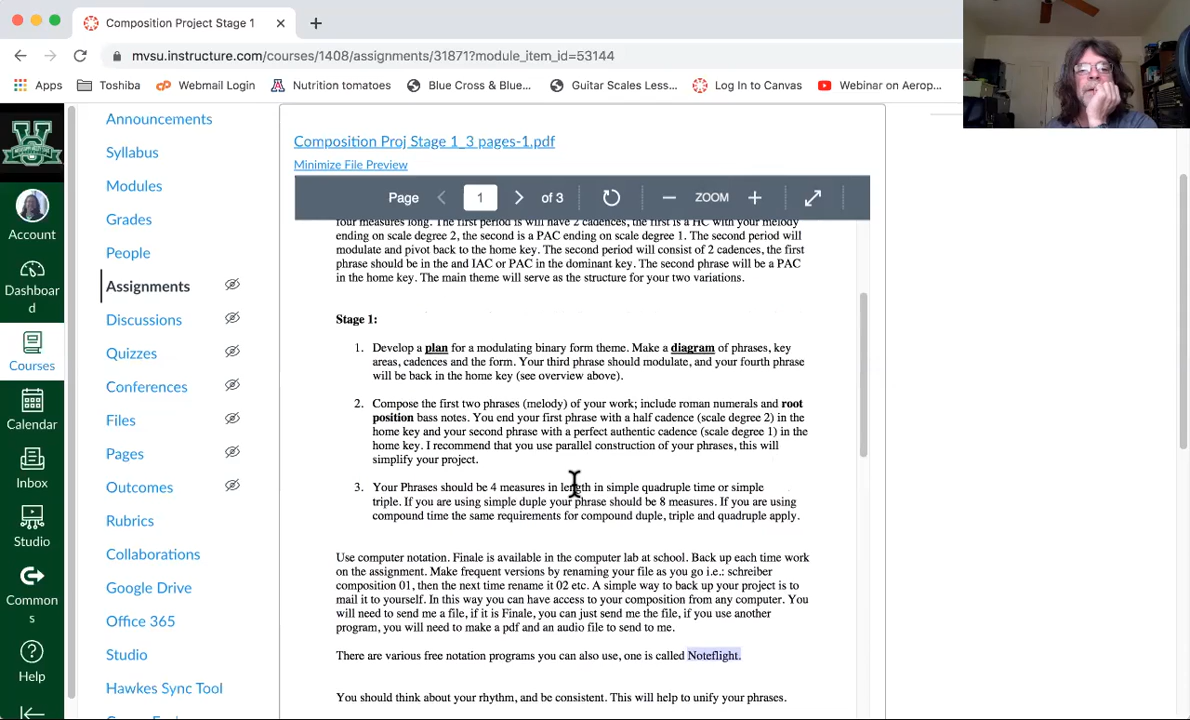 Composition Project Stage 1
mvsu.instructure.com/courses/1408/assignments/31871?module_item_id=53144
Apps
Toshiba
Webmail Login
Nutrition tomatoes
Blue Cross & Blue...
Guitar Scales Less...
Log In to Canvas
Webinar on Aerop...
Account
Dashboar
d
Courses
Calendar
Inbox
Studio
Common
s
Help
Announcements
Syllabus
Modules
Grades
People
Assignments
Discussions
Quizzes
Conferences
Files
Pages
Outcomes
Rubrics
Collaborations
Google Drive
Office 365
Studio
Hawkes Sync Tool
Composition Proj Stage 1_3 pages-1.pdf
Minimize File Preview
Page 1 of 3 ZOOM
four measures long. The first period is will have 2 cadences, the first is a HC with your melody
ending on scale degree 2, the second is a PAC ending on scale degree 1. The second period will
modulate and pivot back to the home key. The second period will consist of 2 cadences, the first
phrase should be in the and IAC or PAC in the dominant key. The second phrase will be a PAC
in the home key. The main theme will serve as the structure for your two variations.
Stage 1:
1. Develop a plan for a modulating binary form theme. Make a diagram of phrases, key
areas, cadences and the form. Your third phrase should modulate, and your fourth phrase
will be back in the home key (see overview above).
2. Compose the first two phrases (melody) of your work; include roman numerals and root
position bass notes. You end your first phrase with a half cadence (scale degree 2) in the
home key and your second phrase with a perfect authentic cadence (scale degree 1) in the
home key. I recommend that you use parallel construction of your phrases, this will
simplify your project.
3. Your Phrases should be 4 measures in length in simple quadruple time or simple
triple. If you are using simple duple your phrase should be 8 measures. If you are using
compound time the same requirements for compound duple, triple and quadruple apply.
Use computer notation. Finale is available in the computer lab at school. Back up each time work
on the assignment. Make frequent versions by renaming your file as you go i.e.: schreiber
composition 01, then the next time rename it 02 etc. A simple way to back up your project is to
mail it to yourself. In this way you can have access to your composition from any computer. You
will need to send me a file, if it is Finale, you can just send me the file, if you use another
program, you will need to make a pdf and an audio file to send to me.
There are various free notation programs you can also use, one is called Noteflight.
You should think about your rhythm, and be consistent. This will help to unify your phrases.